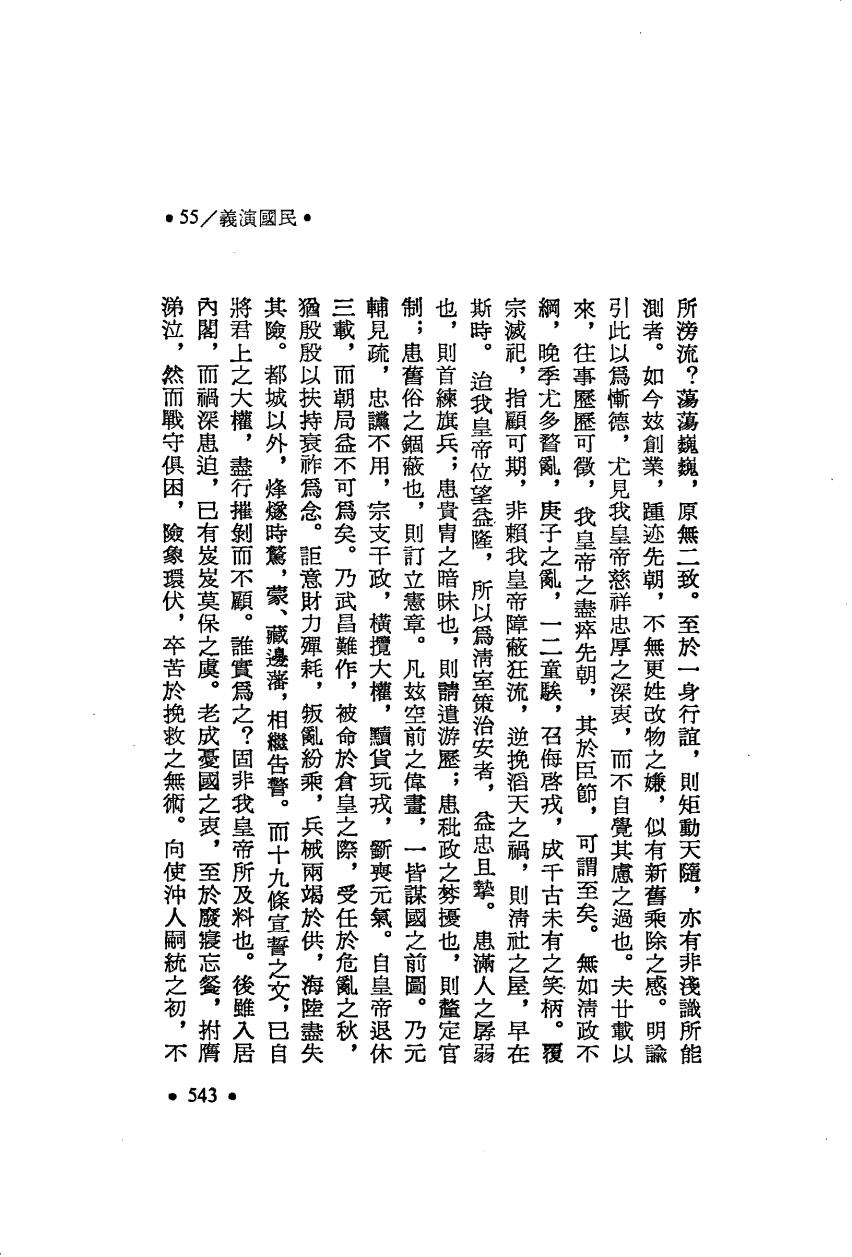 •55／義演國民•
所滂流？蕩蕩巍巍，原無二致。至於一身行誼，則矩動天隨，亦有非淺識所能
測者。如今玆創業，踵迹先朝，不無更姓改物之嫌，似有新舊乘除之感。明諭
引此以爲慚德，尤見我皇帝慈祥忠厚之深衷，而不自覺其慮之過也。夫廿載以
來，往事歷歷可徵，我皇帝之盡瘁先朝，其於臣節，可謂至矣。無如清政不
綱，晚季尤多瞀亂，庚子之亂，一二童騃，召侮啓戎，成千古未有之笑柄。覆
宗滅祀，指顧可期，非賴我皇帝障蔽狂流，逆挽滔天之禍，則清社之屋，早在
斯時。迨我皇帝位望益隆，所以爲清室策治安者，益忠且摯。患滿人之孱弱
也，則首練旗兵；患貴胄之暗昧也，則請遣游歷；患秕政之棼擾也，則釐定官
制；患舊俗之錮蔽也，則訂立憲章。凡玆空前之偉畫，一皆謀國之前圖。乃元
輔見疏，忠讜不用，宗支干政，橫攬大權，黷貨玩戎，斲喪元氣。自皇帝退休
三載，而朝局益不可爲矣。乃武昌難作，被命於倉皇之際，受任於危亂之秋，
猶殷殷以扶持衰祚爲念。詎意財力殫耗，叛亂紛乘，兵械兩竭於供，海陸盡失
其險。都城以外，烽燧時驚，蒙、藏邊藩，相繼告警。而十九條宣誓之文，已自
將君上之大權，盡行摧剝而不顧。誰實爲之？固非我皇帝所及料也。後雖入居
內閣，而禍深患迫，已有岌岌莫保之虞。老成憂國之衷，至於廢寢忘餐，拊膺
涕泣，然而戰守俱困，險象環伏，卒苦於挽救之無術。向使沖人嗣統之初，不
•543•